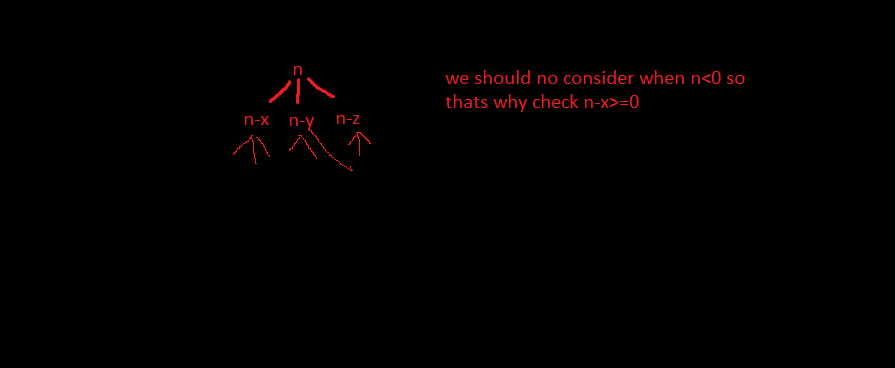 n
we should no consider when n<0 so
thats why check n-x>=0
n-x n-y n-z